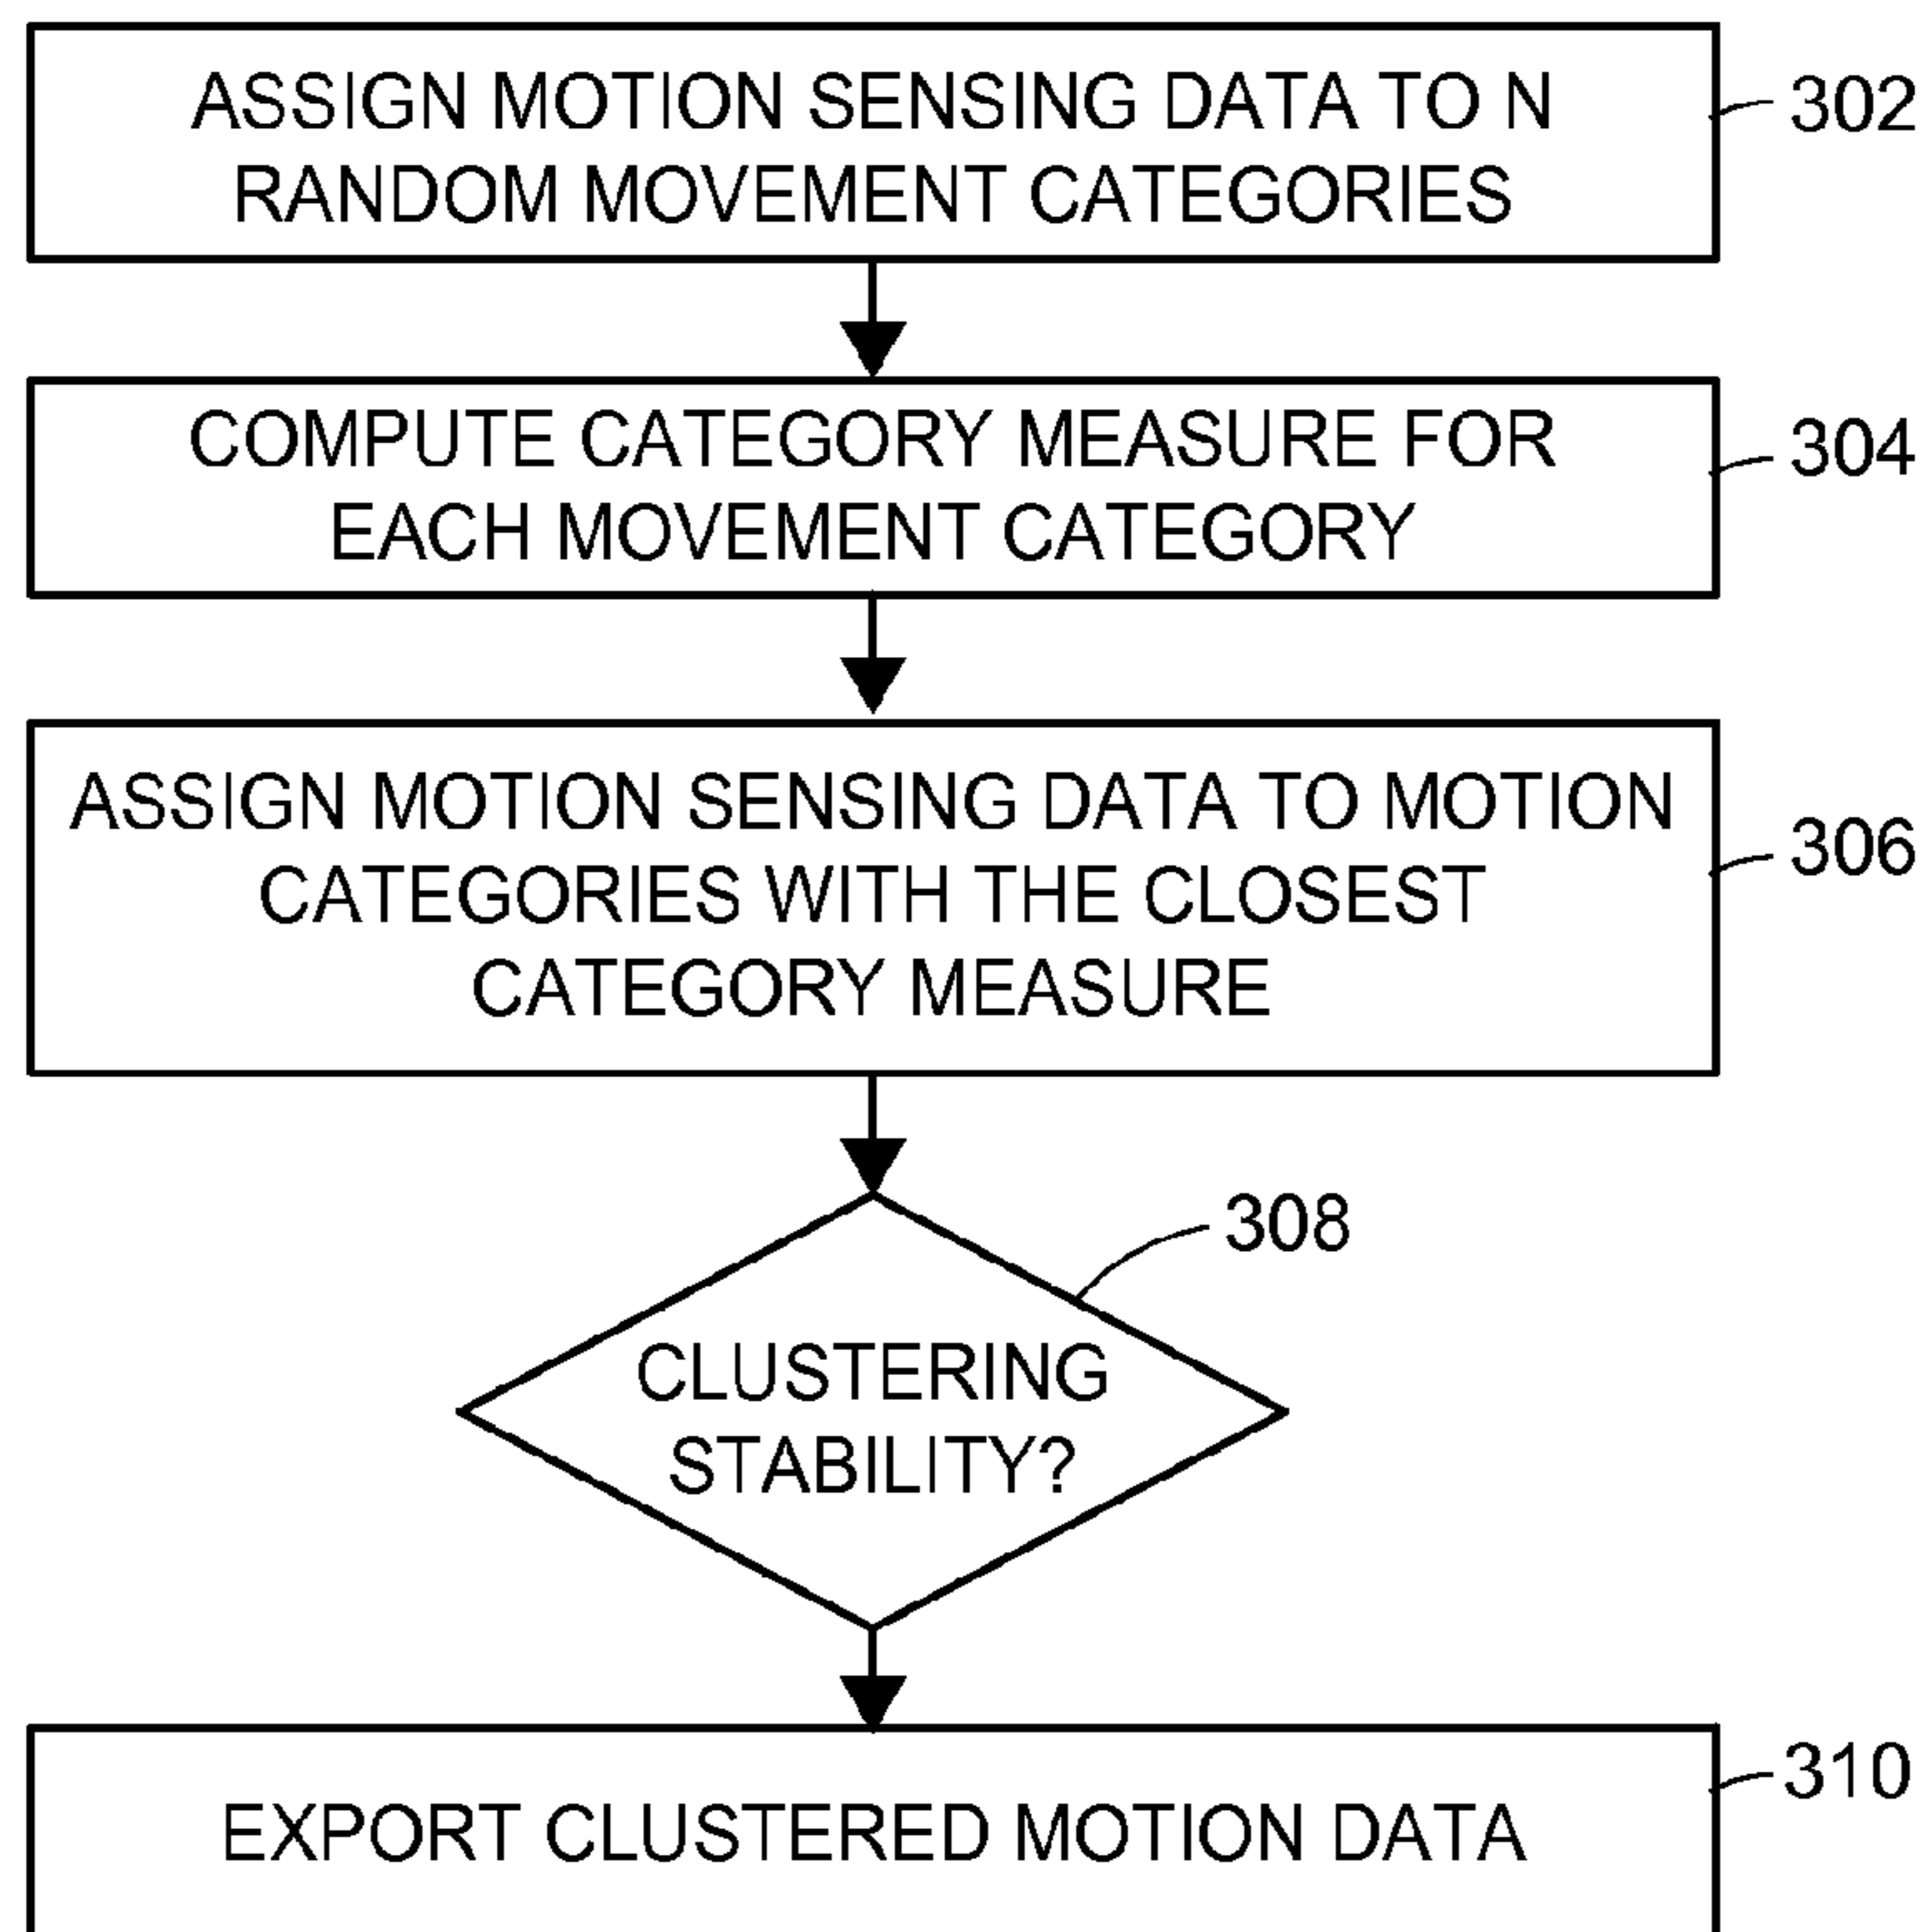 ASSIGN MOTION SENSING DATA TO N
RANDOM MOVEMENT CATEGORIES
302
COMPUTE CATEGORY MEASURE FOR
EACH MOVEMENT CATEGORY
304
ASSIGN MOTION SENSING DATA TO MOTION
CATEGORIES WITH THE CLOSEST
CATEGORY MEASURE
306
308
CLUSTERING
STABILITY?
310
EXPORT CLUSTERED MOTION DATA